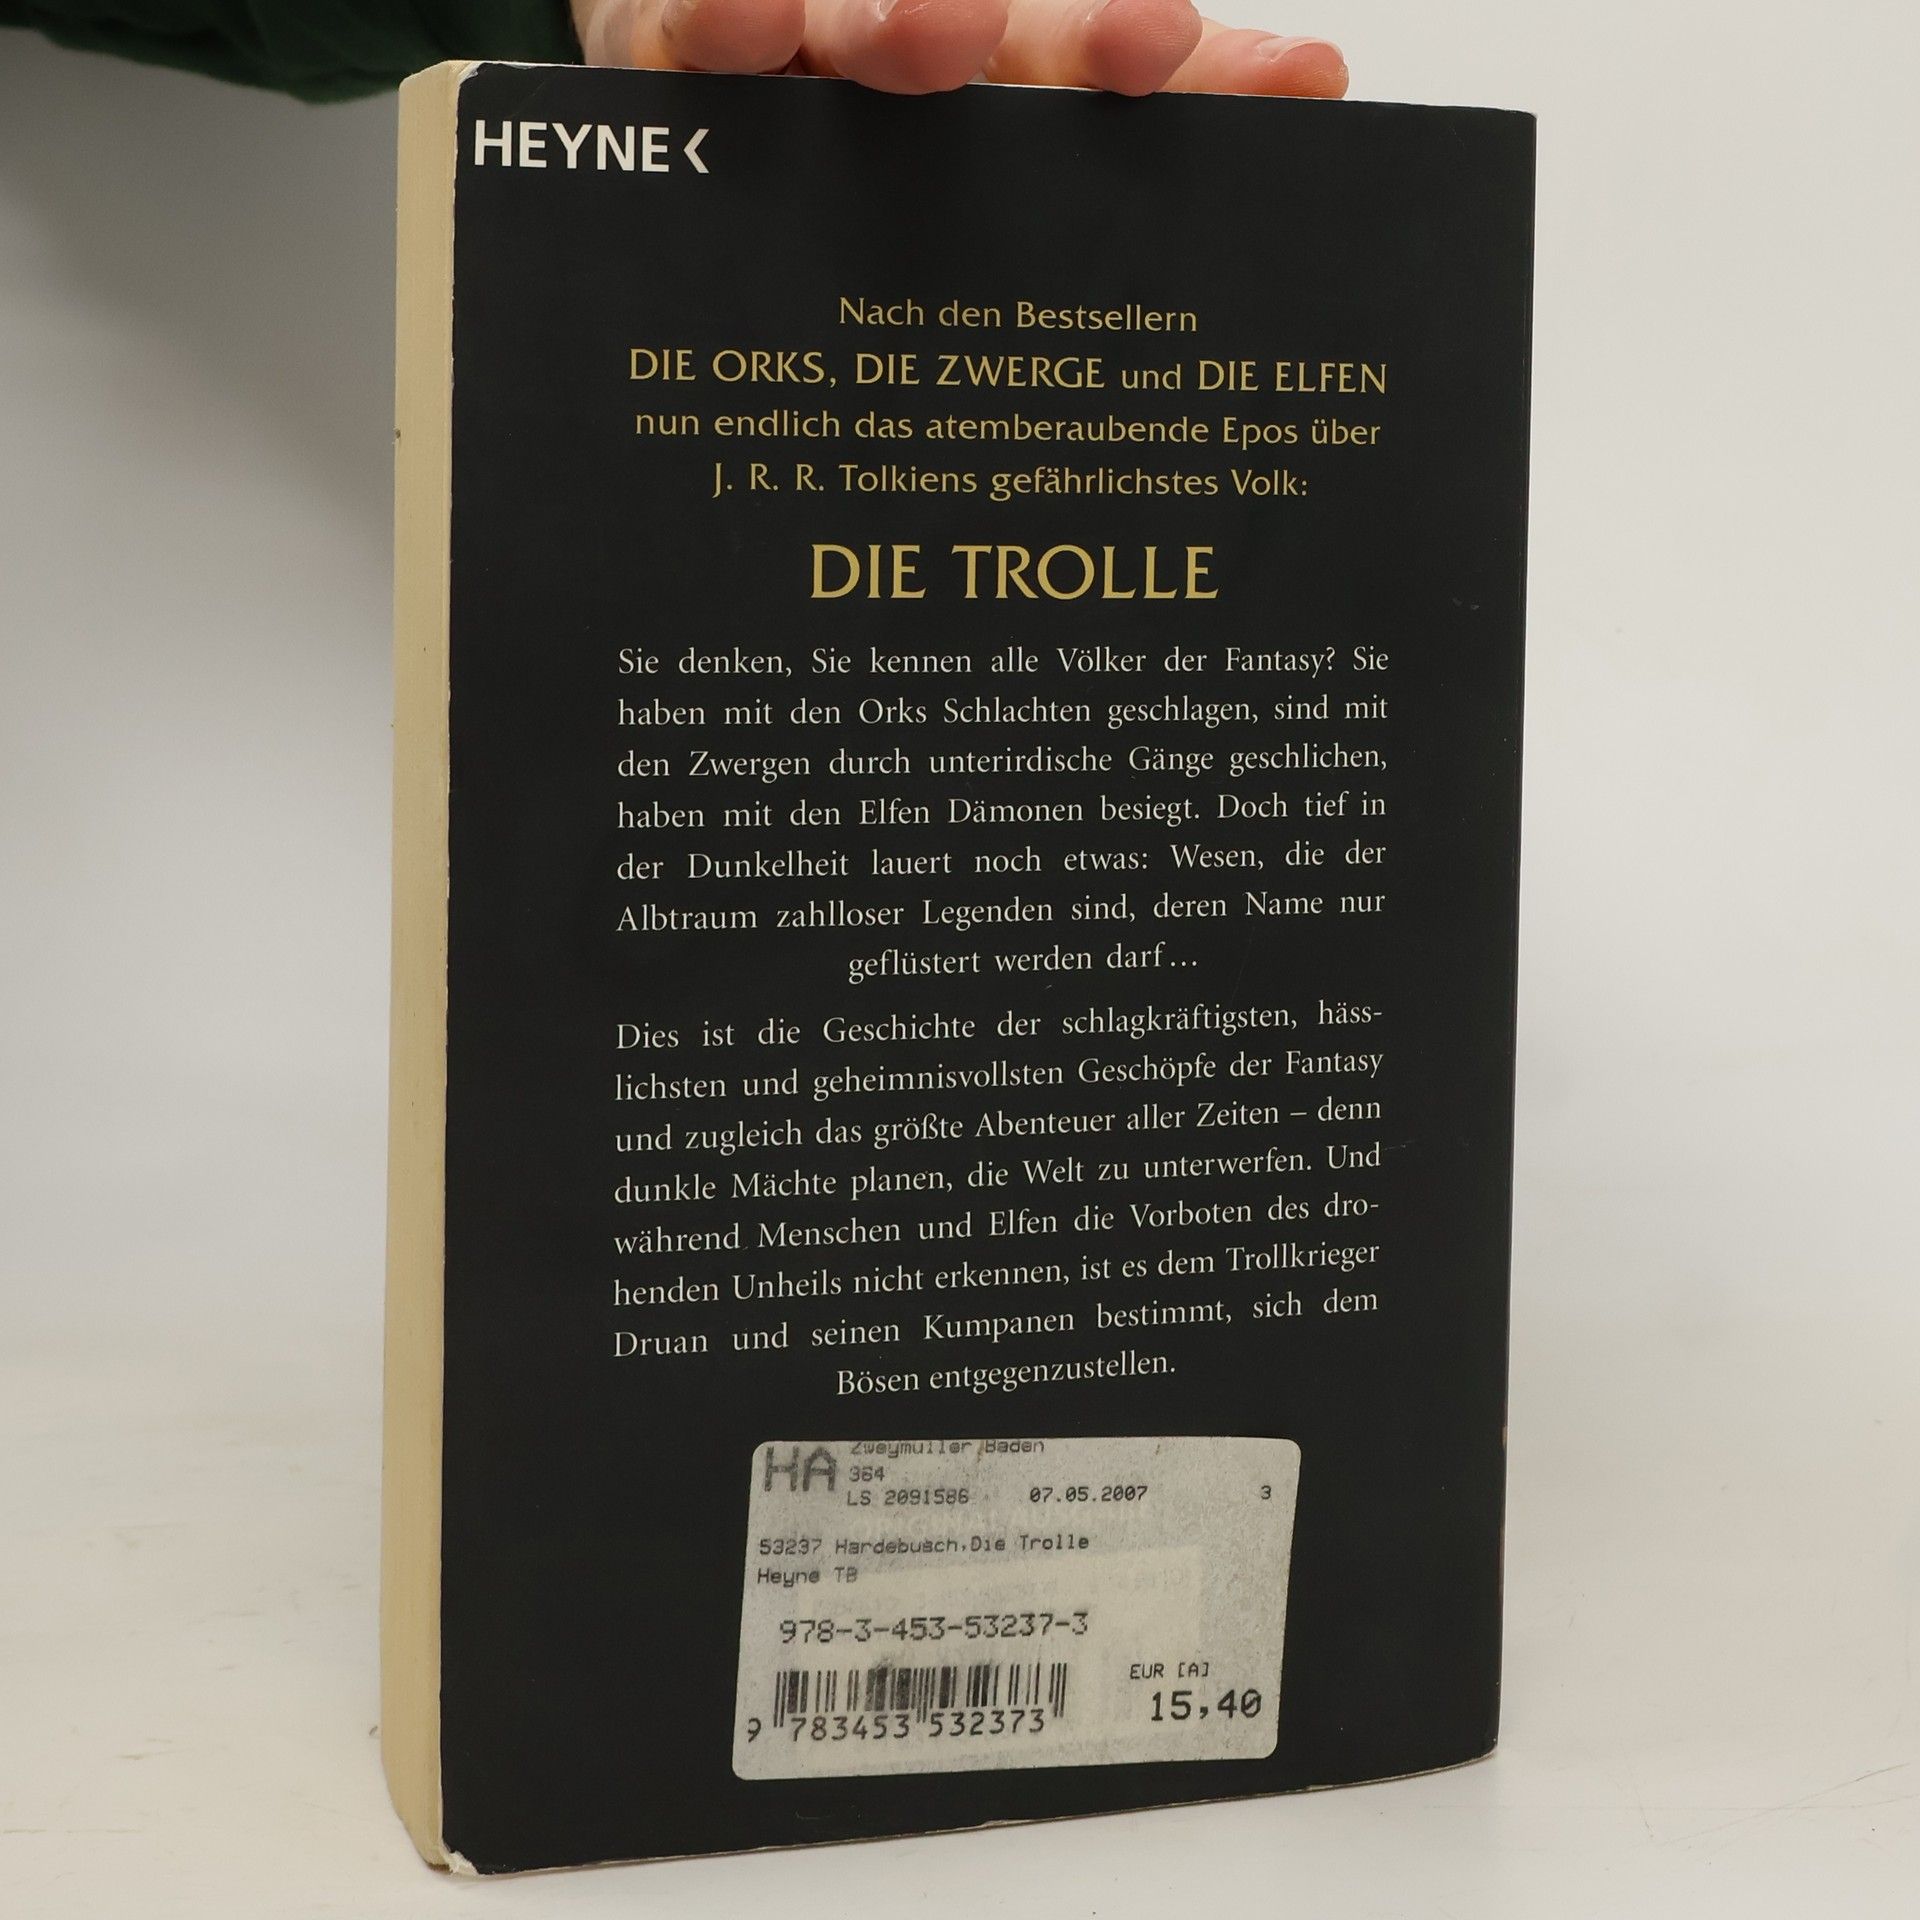 HEYNE
Nach den Bestsellern
DIE ORKS, DIE ZWERGE und DIE ELFEN
nun endlich das atemberaubende Epos über
J. R. R. Tolkiens gefährlichstes Volk:
DIE TROLLE
Sie denken, Sie kennen alle Völker der Fantasy? Sie
haben mit den Orks Schlachten geschlagen, sind mit
den Zwergen durch unterirdische Gänge geschlichen,
haben mit den Elfen Dämonen besiegt. Doch tief in
der Dunkelheit lauert noch etwas: Wesen, die der
Albtraum zahlloser Legenden sind, deren Name nur
geflüstert werden darf…
Dies ist die Geschichte der schlagkräftigsten, häss-
lichsten und geheimnisvollsten Geschöpfe der Fantasy
und zugleich das größte Abenteuer aller Zeiten – denn
dunkle Mächte planen, die Welt zu unterwerfen. Und
während Menschen und Elfen die Vorboten des dro-
henden Unheils nicht erkennen, ist es dem Trollkrieger
Druan und seinen Kumpanen bestimmt, sich dem
Bösen entgegenzustellen.
HA Zweymüller Baden
364
LS 2091586 07.05.2007 3
53237 Hardebusch,Die Trolle
Heyne TB
978-3-453-53237-3
EUR [A]
15,40
9 783453 532373